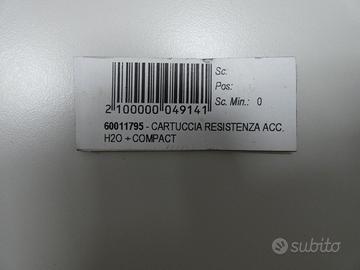 Sc.
Pos:
Sc. Min.: 0
2 100000 049141
60011795 - CARTUCCIA RESISTENZA ACC.
H2O + COMPACT
subito